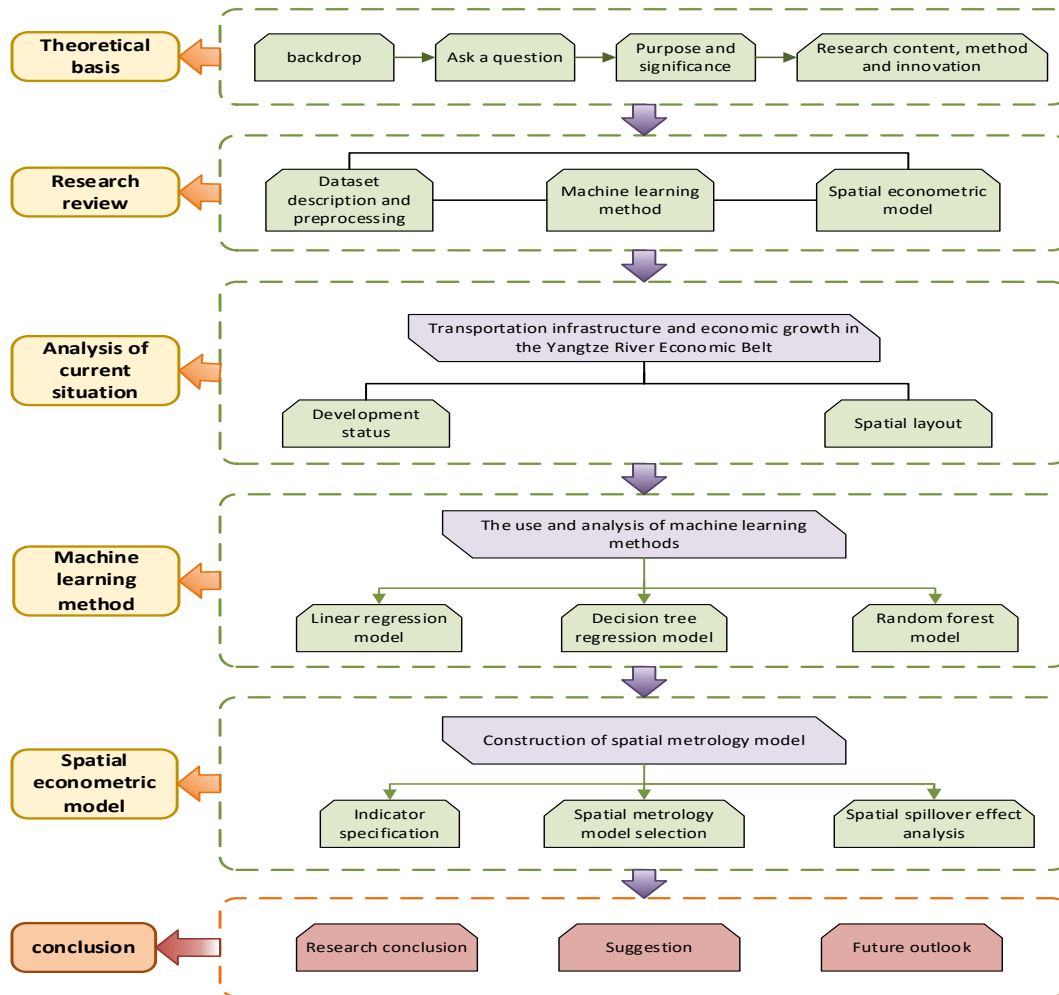 Theoretical
basis
backdrop
Ask a question
Purpose and
significance
Research content, method
and innovation
Research
review
Dataset
description and
preprocessing
Machine learning
method
Spatial econometric
model
Analysis of
current
situation
Transportation infrastructure and economic growth in
the Yangtze River Economic Belt
Development
status
Spatial layout
Machine
learning
method
The use and analysis of machine learning
methods
Linear regression
model
Decision tree
regression model
Random forest
model
Spatial
econometric
model
Construction of spatial metrology model
Indicator
specification
Spatial metrology
model selection
Spatial spillover effect
analysis
conclusion
Research conclusion
Suggestion
Future outlook